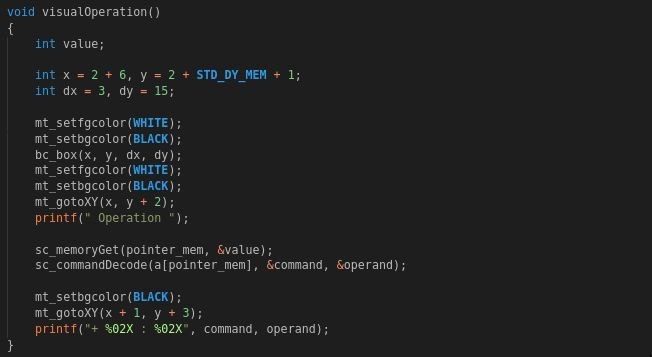 void visualOperation()
{
    int value;

    int x = 2 + 6, y = 2 + STD_DY_MEM + 1;
    int dx = 3, dy = 15;

    mt_setfgcolor(WHITE);
    mt_setbgcolor(BLACK);
    bc_box(x, y, dx, dy);
    mt_setfgcolor(WHITE);
    mt_setbgcolor(BLACK);
    mt_gotoXY(x, y + 2);
    printf(" Operation ");

    sc_memoryGet(pointer_mem, &value);
    sc_commandDecode(a[pointer_mem], &command, &operand);

    mt_setbgcolor(BLACK);
    mt_gotoXY(x + 1, y + 3);
    printf("+ %02X : %02X", command, operand);
}